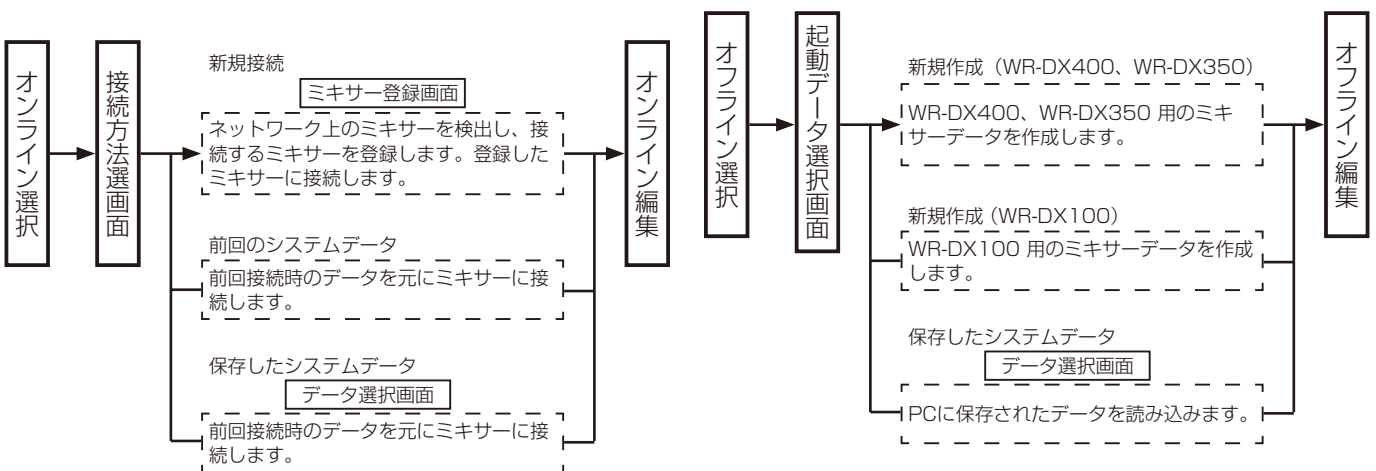 オンライン選択
接続方法選画面
新規接続
ミキサー登録画面
ネットワーク上のミキサーを検出し、接
続するミキサーを登録します。登録した
ミキサーに接続します。
前回のシステムデータ
前回接続時のデータを元にミキサーに接
続します。
保存したシステムデータ
データ選択画面
前回接続時のデータを元にミキサーに接
続します。
オンライン編集
オフライン選択
起動データ選択画面
新規作成（WR-DX400、WR-DX350）
WR-DX400、WR-DX350 用のミキ
サーデータを作成します。
新規作成（WR-DX100）
WR-DX100 用のミキサーデータを作成
します。
保存したシステムデータ
データ選択画面
PCに保存されたデータを読み込みます。
オフライン編集